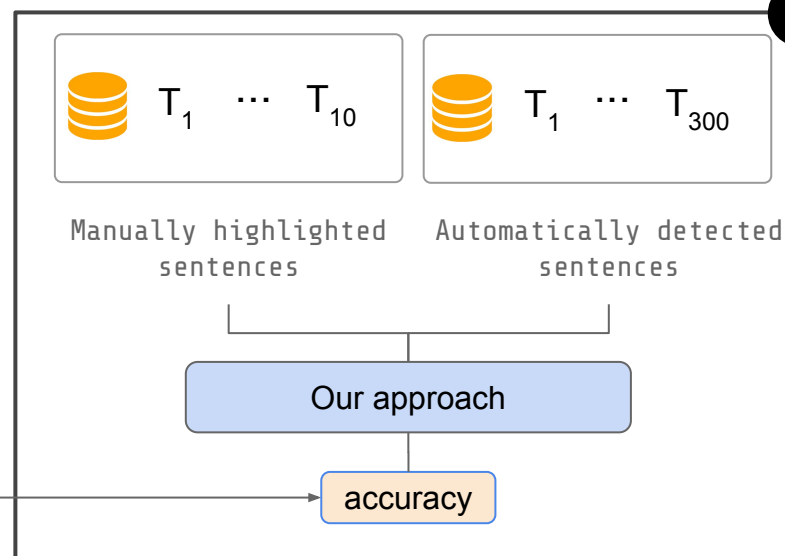 T1 ... T10
T1 ... T300
Manually highlighted
sentences
Automatically detected
sentences
Our approach
accuracy